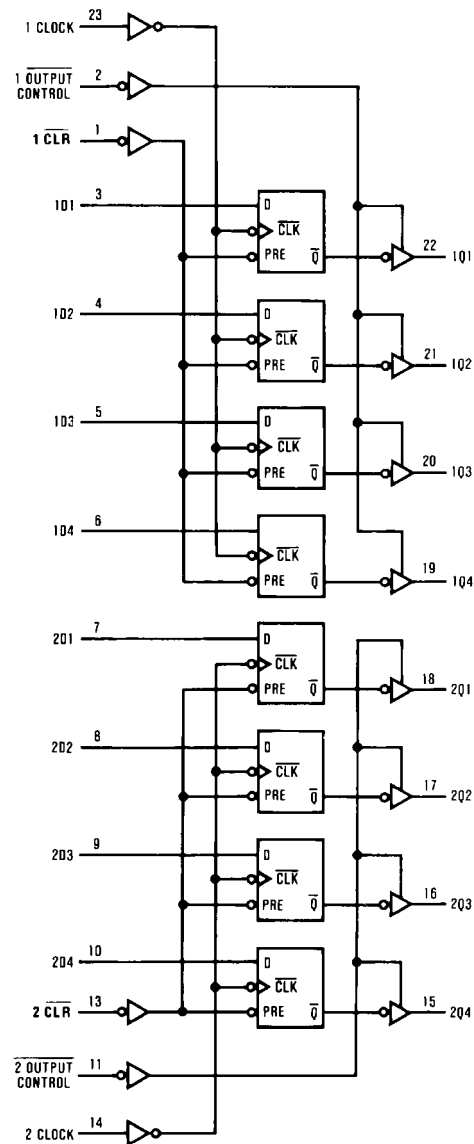 23
1 CLOCK
1 OUTPUT
CONTROL
2
1 CLR
1
1D1 3
D
CLK
PRE
Q
22
1Q1
1D2 4
D
CLK
PRE
Q
21
1Q2
1D3 5
D
CLK
PRE
Q
20
1Q3
1D4 6
D
CLK
PRE
Q
19
1Q4
2D1 7
D
CLK
PRE
Q
18
2Q1
2D2 8
D
CLK
PRE
Q
17
2Q2
2D3 9
D
CLK
PRE
Q
16
2Q3
2D4 10
D
CLK
PRE
Q
15
2Q4
2 CLR 13
2 OUTPUT
CONTROL
11
2 CLOCK 14